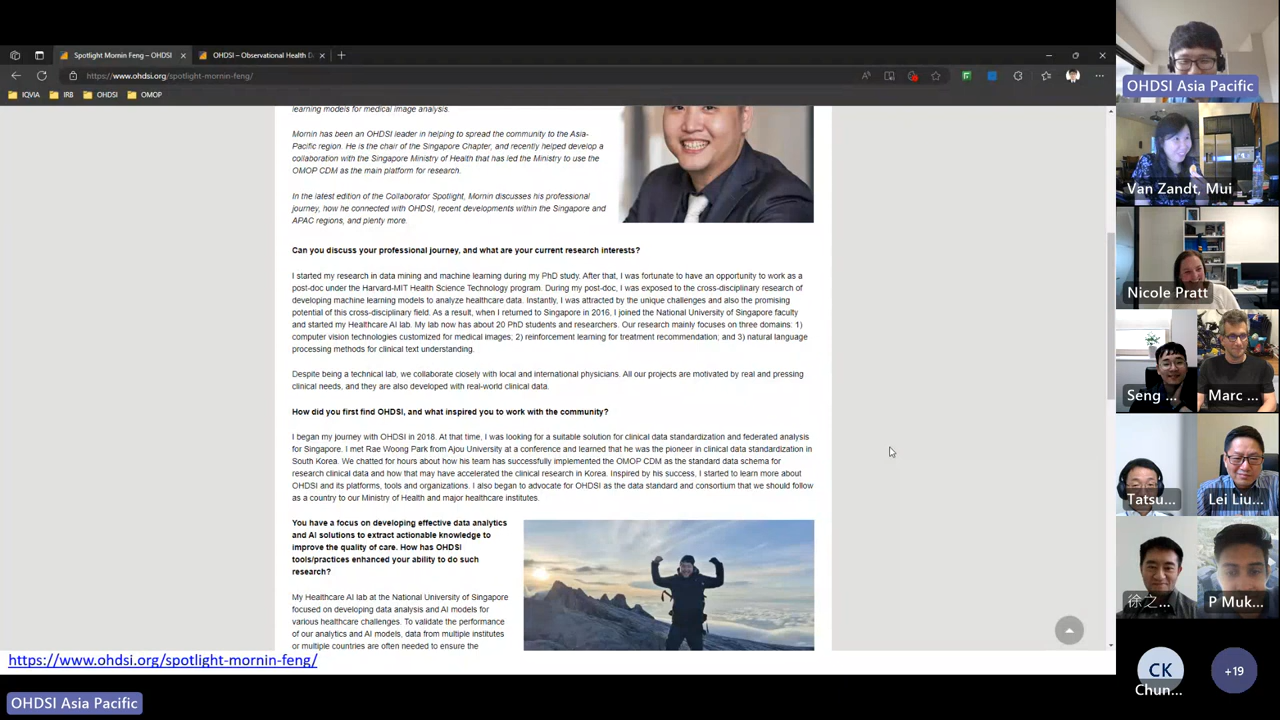 Spotlight Mornin Feng – OHDSI
OHDSI – Observational Health D
https://www.ohdsi.org/spotlight-mornin-feng/
IQVIA
IRB
OHDSI
OMOP
learning models for medical image analysis.
Mornin has been an OHDSI leader in helping to spread the community to the Asia-
Pacific region. He is the chair of the Singapore Chapter, and recently helped develop a
collaboration with the Singapore Ministry of Health that has led the Ministry to use the
OMOP CDM as the main platform for research.
In the latest edition of the Collaborator Spotlight, Mornin discusses his professional
journey, how he connected with OHDSI, recent developments within the Singapore and
APAC regions, and plenty more.
Can you discuss your professional journey, and what are your current research interests?
I started my research in data mining and machine learning during my PhD study. After that, I was fortunate to have an opportunity to work as a
post-doc under the Harvard-MIT Health Science Technology program. During my post-doc, I was exposed to the cross-disciplinary research of
developing machine learning models to analyze healthcare data. Instantly, I was attracted by the unique challenges and also the promising
potential of this cross-disciplinary field. As a result, when I returned to Singapore in 2016, I joined the National University of Singapore faculty
and started my Healthcare AI lab. My lab now has about 20 PhD students and researchers. Our research mainly focuses on three domains: 1)
computer vision technologies customized for medical images; 2) reinforcement learning for treatment recommendation; and 3) natural language
processing methods for clinical text understanding.
Despite being a technical lab, we collaborate closely with local and international physicians. All our projects are motivated by real and pressing
clinical needs, and they are also developed with real-world clinical data.
How did you first find OHDSI, and what inspired you to work with the community?
I began my journey with OHDSI in 2018. At that time, I was looking for a suitable solution for clinical data standardization and federated analysis
for Singapore. I met Rae Woong Park from Ajou University at a conference and learned that he was the pioneer in clinical data standardization in
South Korea. We chatted for hours about how his team has successfully implemented the OMOP CDM as the standard data schema for
research clinical data and how that may have accelerated the clinical research in Korea. Inspired by his success, I started to learn more about
OHDSI and its platforms, tools and organizations. I also began to advocate for OHDSI as the data standard and consortium that we should follow
as a country to our Ministry of Health and major healthcare institutes.
You have a focus on developing effective data analytics
and AI solutions to extract actionable knowledge to
improve the quality of care. How has OHDSI
tools/practices enhanced your ability to do such
research?
My Healthcare AI lab at the National University of Singapore
focused on developing data analysis and AI models for
various healthcare challenges. To validate the performance
of our analytics and AI models, data from multiple institutes
or multiple countries are often needed to ensure the
https://www.ohdsi.org/spotlight-mornin-feng/
OHDSI Asia Pacific
OHDSI Asia Pacific
Van Zandt, Mui
Nicole Pratt
Seng ...
Marc ...
Tatsu...
Lei Liu...
徐之...
P Muk...
CK
Chun...
+19